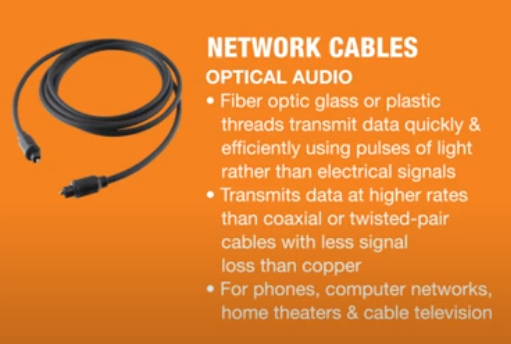 NETWORK CABLES
OPTICAL AUDIO
• Fiber optic glass or plastic
threads transmit data quickly &
efficiently using pulses of light
rather than electrical signals
• Transmits data at higher rates
than coaxial or twisted-pair
cables with less signal
loss than copper
• For phones, computer networks,
home theaters & cable television